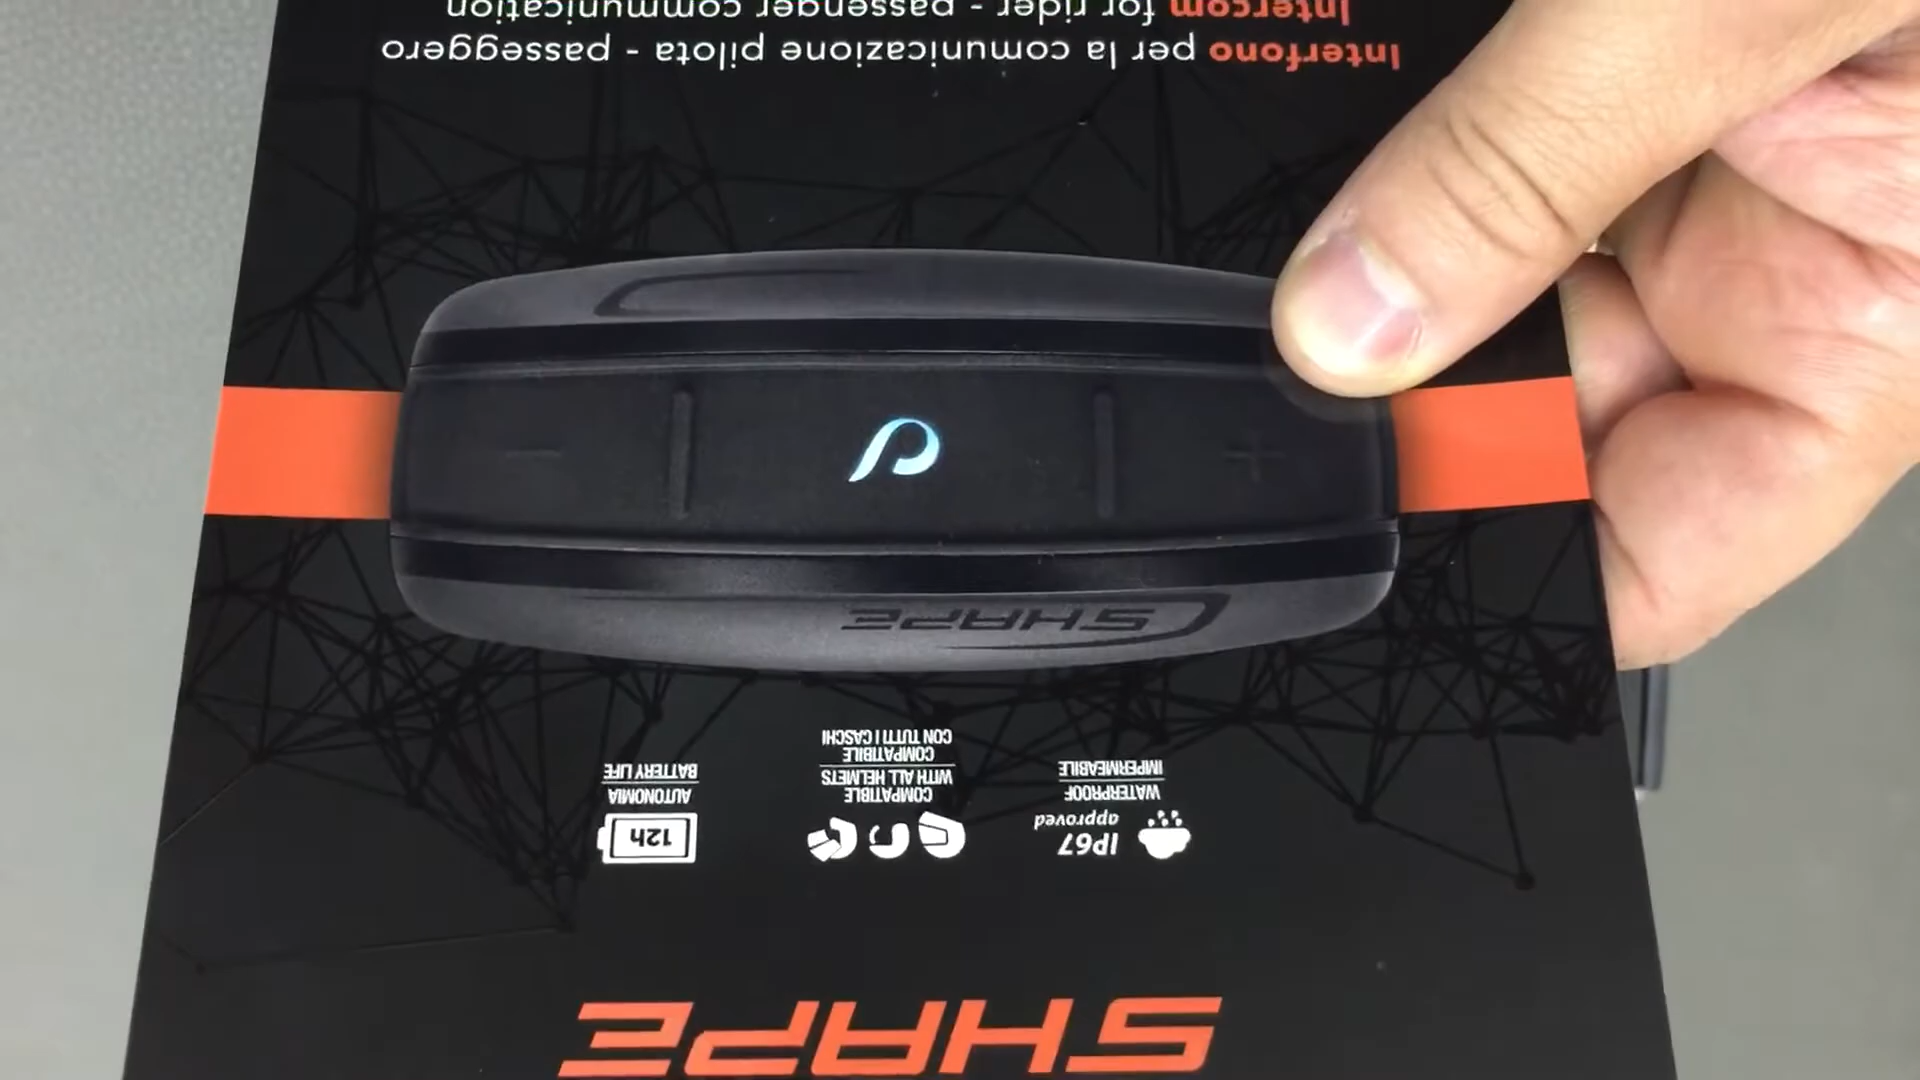 SHAPE
12h
AUTONOMIA
BATTERY LIFE
COMPATIBLE
WITH ALL HELMETS
COMPATIBILE
CON TUTTI I CASCHI
IP67
approved
WATERPROOF
IMPERMEABILE
SHAPE
Interfono per la comunicazione pilota - passeggero
Intercom for rider - passenger communication